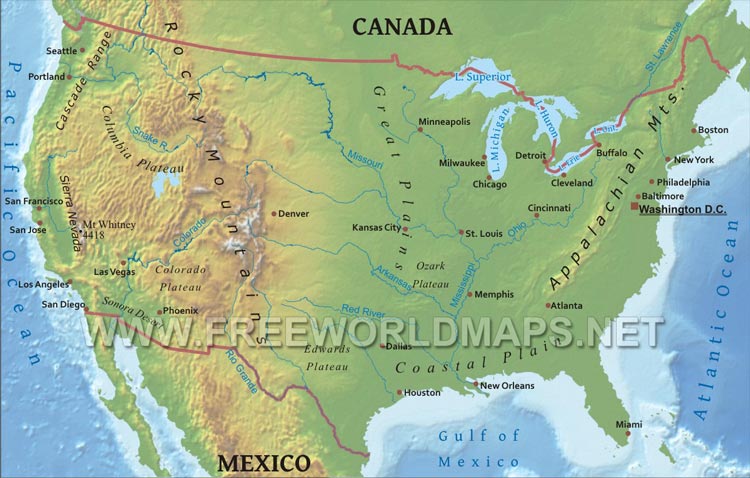 CANADA
Seattle
Portland
Cascade Range
Rocky Mountains
Columbia Plateau
Snake R.
Missouri
Great Plains
L. Superior
L. Michigan
L. Huron
L. Erie
L. Ont.
St. Lawrance
Minneapolis
Milwaukee
Chicago
Detroit
Cleveland
Buffalo
Boston
New York
Philadelphia
Baltimore
Washington D.C.
Appalachian Mts.
Pacific Ocean
San Francisco
San Jose
Sierra Nevada
Mt Whitney
4418
Las Vegas
Los Angeles
San Diego
Colorado
Colorado
Plateau
Sonora Desert
Phoenix
Denver
Kansas City
St. Louis
Cincinnati
Ohio
Arkansas
Ozark
Plateau
Mississippi
Memphis
Atlanta
Red River
WWW.FREEWORLDMAPS.NET
Edwards
Plateau
Dallas
Coastal Plain
Rio Grande
Houston
New Orleans
Miami
Gulf of
Mexico
Atlantic Ocean
MEXICO